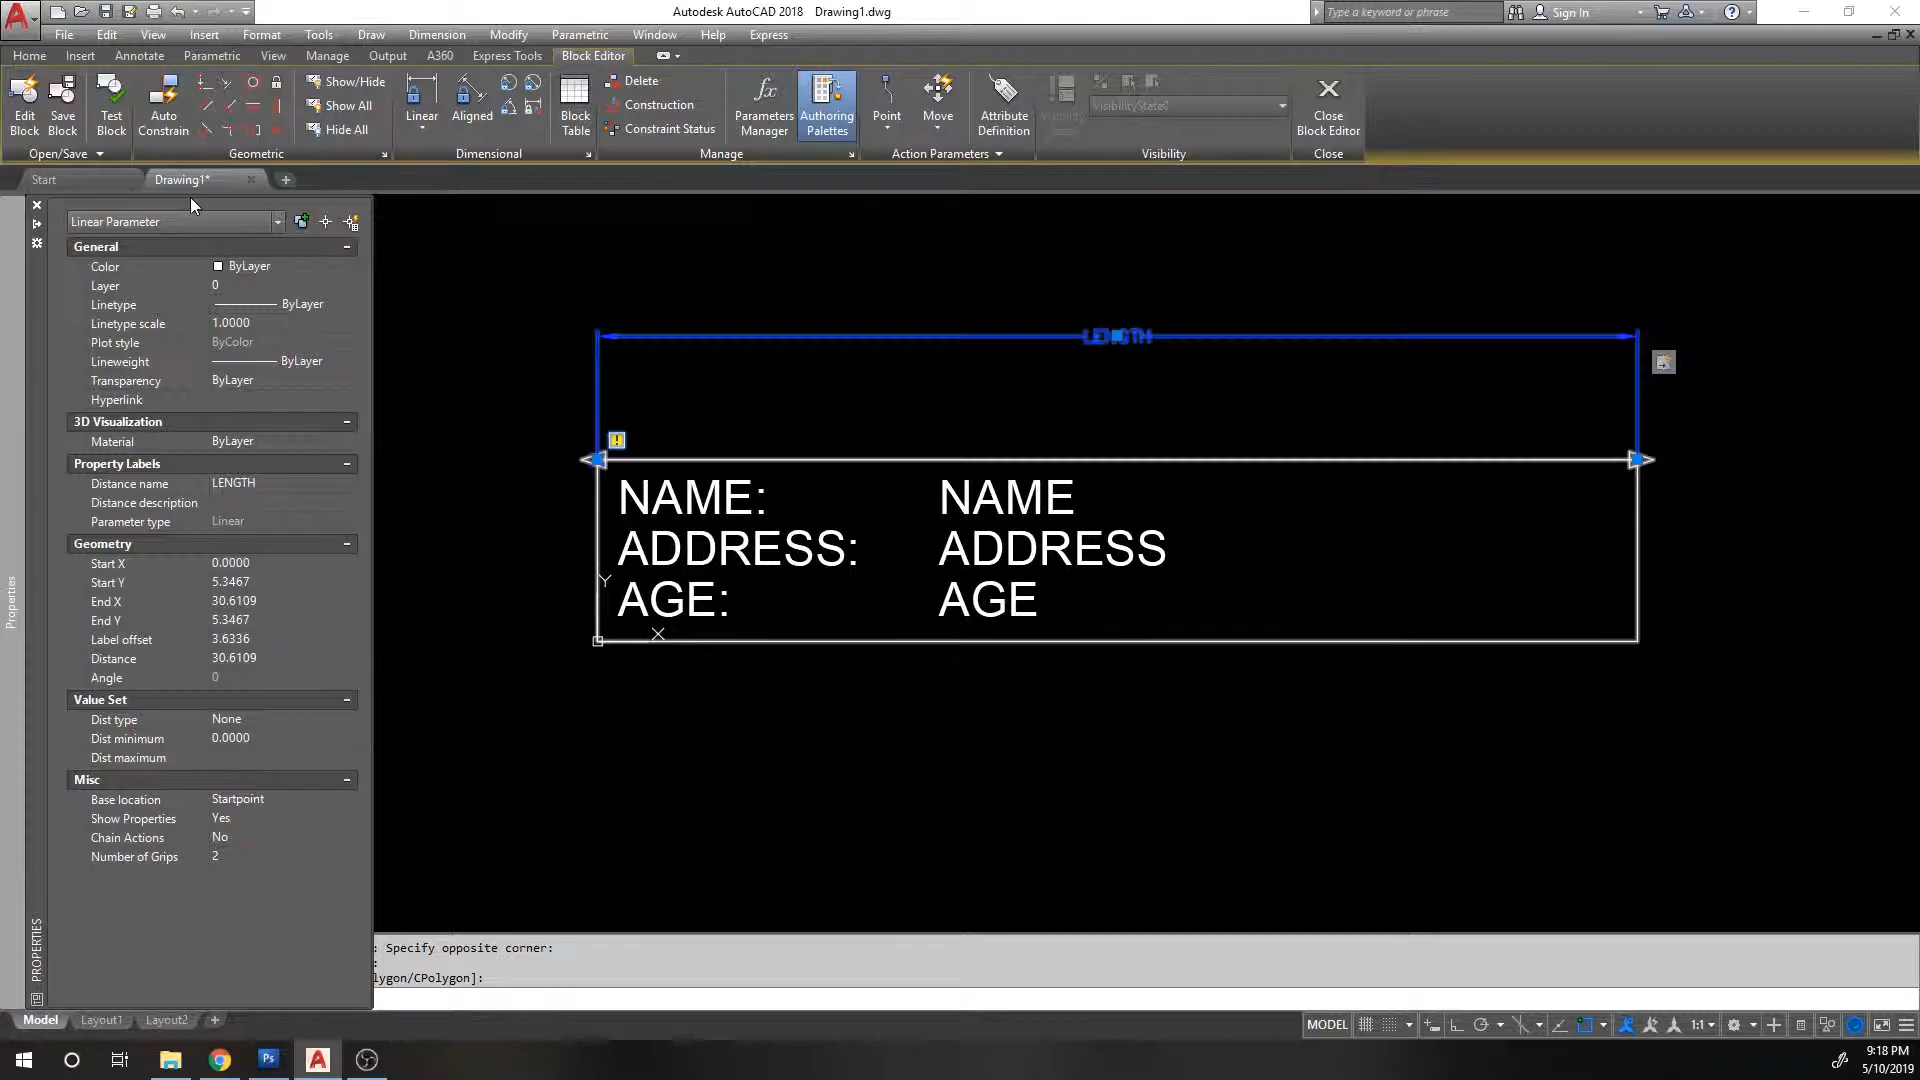 Autodesk AutoCAD 2018 Drawing1.dwg
Type a keyword or phrase
Sign In
File Edit View Insert Format Tools Draw Dimension Modify Parametric Window Help Express
Home Insert Annotate Parametric View Manage Output A360 Express Tools Block Editor
Edit Block
Save Block
Test Block
Auto Constrain
Show/Hide
Show All
Hide All
Linear
Aligned
Block Table
Delete
Construction
Constraint Status
Parameters Manager
Authoring Palettes
Point
Move
Attribute Definition
VisibilityState0
Close Block Editor
Open/Save
Geometric
Dimensional
Manage
Action Parameters
Visibility
Close
Start
Drawing1*
Linear Parameter
General
Color ByLayer
Layer 0
Linetype ByLayer
Linetype scale 1.0000
Plot style ByColor
Lineweight ByLayer
Transparency ByLayer
Hyperlink
3D Visualization
Material ByLayer
Property Labels
Distance name LENGTH
Distance description
Parameter type Linear
Geometry
Start X 0.0000
Start Y 5.3467
End X 30.6109
End Y 5.3467
Label offset 3.6336
Distance 30.6109
Angle 0
Value Set
Dist type None
Dist minimum 0.0000
Dist maximum
Misc
Base location Startpoint
Show Properties Yes
Chain Actions No
Number of Grips 2
Properties
PROPERTIES
LENGTH
NAME: NAME
ADDRESS: ADDRESS
AGE: AGE
Y
X
: Specify opposite corner:
:
lygon/CPolygon]:
Model Layout1 Layout2
MODEL
1:1
9:18 PM
5/10/2019